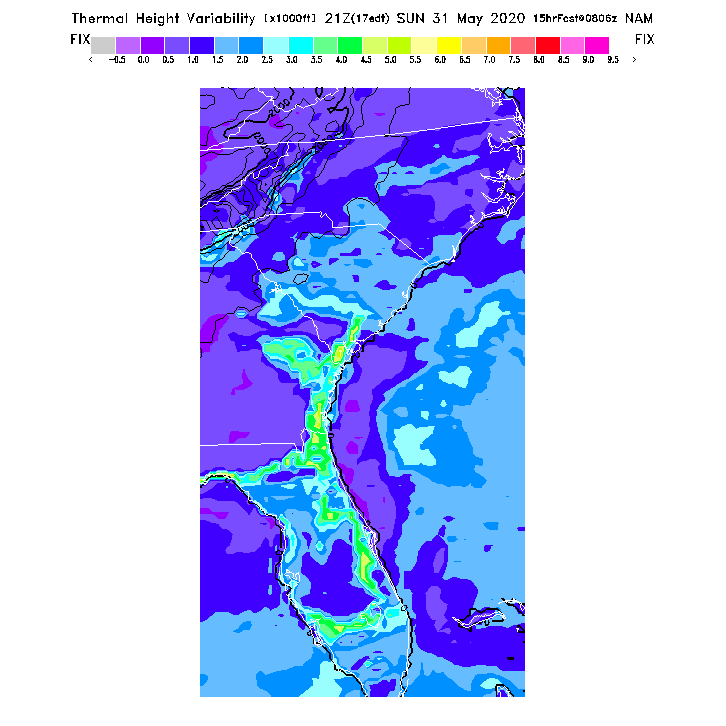 Thermal Height Variability [x1000ft] 21Z(17edt) SUN 31 May 2020 15hrFcst@0806z NAM
FIX FIX
< -0.5 0.0 0.5 1.0 1.5 2.0 2.5 3.0 3.5 4.0 4.5 5.0 5.5 6.0 6.5 7.0 7.5 8.0 8.5 9.0 9.5 >
2000